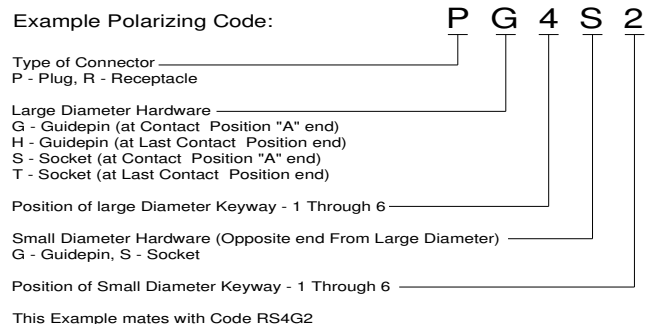 Example Polarizing Code: P G 4 S 2
Type of Connector
P - Plug, R - Receptacle
Large Diameter Hardware
G - Guidepin (at Contact Position "A" end)
H - Guidepin (at Last Contact Position end)
S - Socket (at Contact Position "A" end)
T - Socket (at Last Contact Position end)
Position of large Diameter Keyway - 1 Through 6
Small Diameter Hardware (Opposite end From Large Diameter)
G - Guidepin, S - Socket
Position of Small Diameter Keyway - 1 Through 6
This Example mates with Code RS4G2